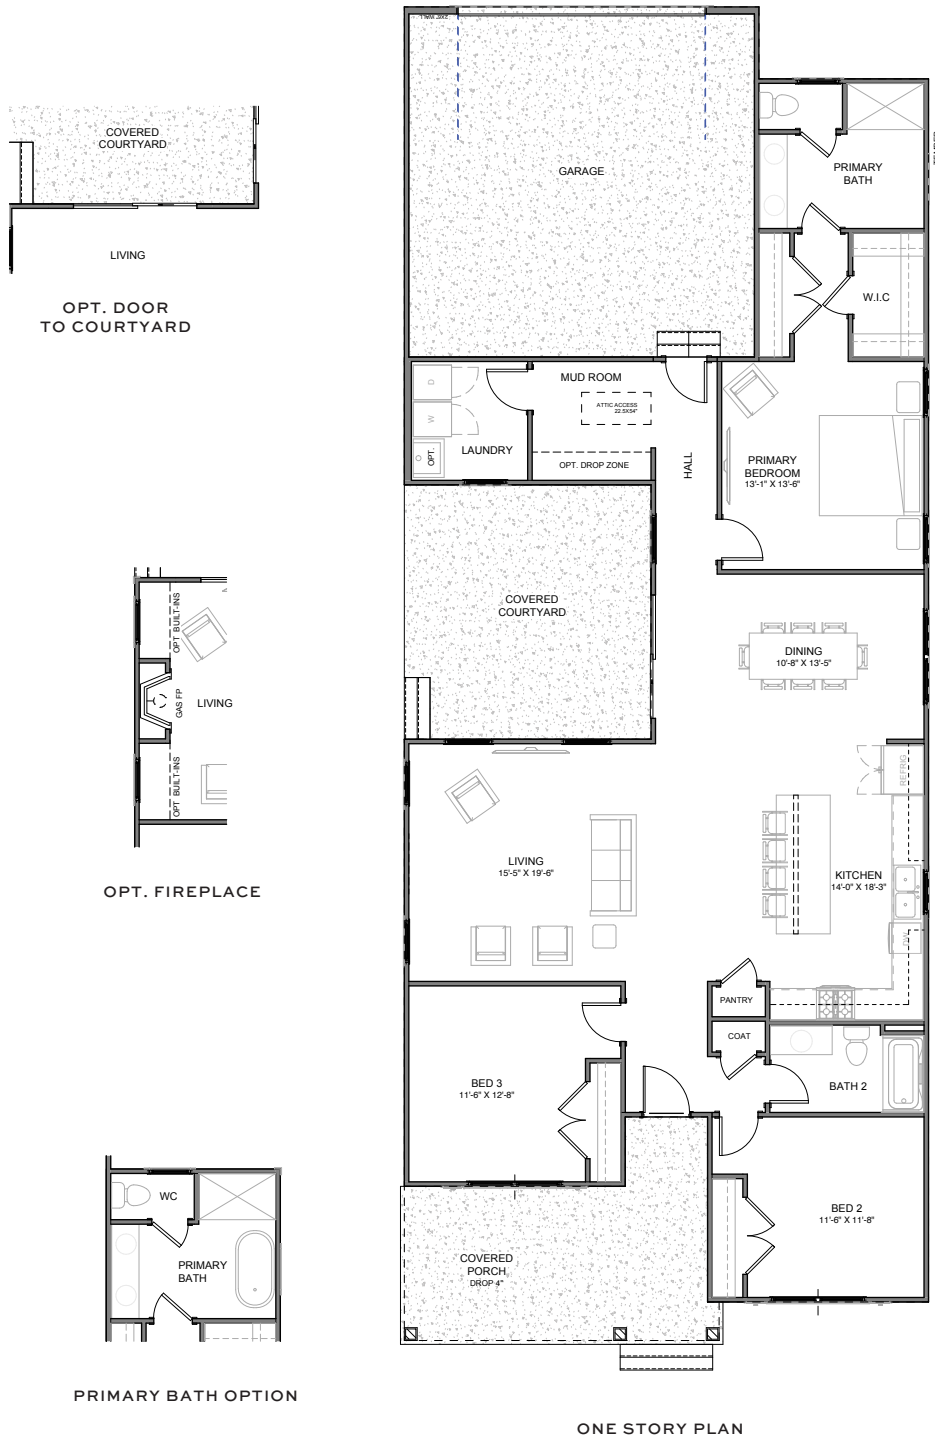 2X6 WALL
GARAGE
PRIMARY
BATH
W.I.C
COVERED
COURTYARD
LIVING
OPT. DOOR
TO COURTYARD
MUD ROOM
ATTIC ACCESS
22.5X54"
D
W
OPT.
LAUNDRY
OPT. DROP ZONE
HALL
PRIMARY
BEDROOM
13'-1" X 13'-6"
COVERED
COURTYARD
DINING
10'-8" X 13'-5"
OPT BUILT-INS
GAS FP
LIVING
OPT BUILT-INS
OPT. FIREPLACE
REFRIG
LIVING
15'-5" X 19'-6"
KITCHEN
14'-0" X 18'-3"
DW
PANTRY
COAT
BED 3
11'-6" X 12'-8"
BATH 2
WC
PRIMARY
BATH
PRIMARY BATH OPTION
BED 2
11'-6" X 11'-8"
COVERED
PORCH
DROP 4"
ONE STORY PLAN